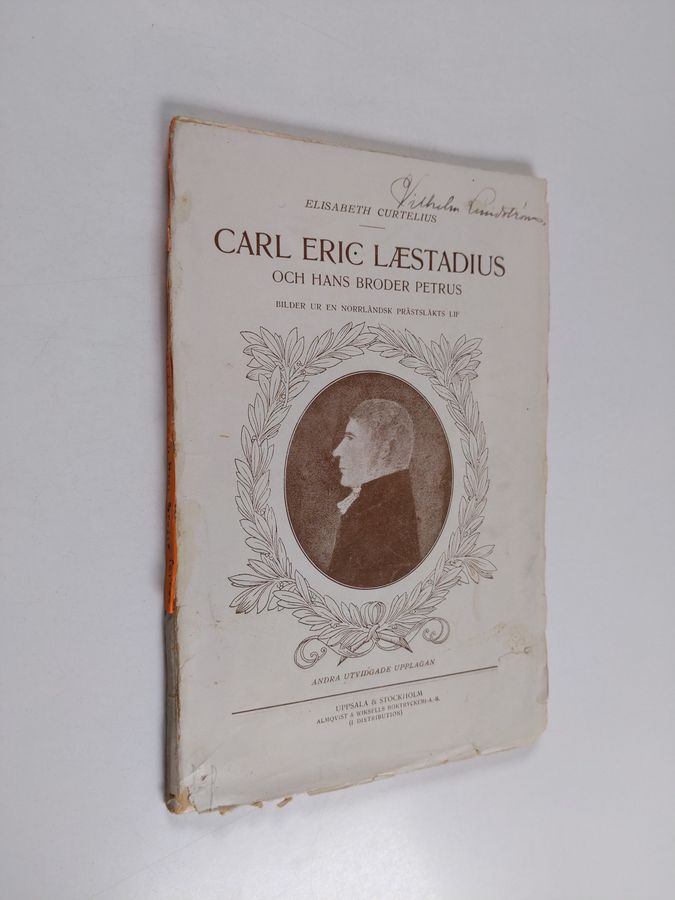 Vilhelm Lundström
ELISABETH CURTELIUS
CARL ERIC LÆSTADIUS
OCH HANS BRODER PETRUS
BILDER UR EN NORRLÄNDSK PRÄSTSLÄKTS LIF
ANDRA UTVIDGADE UPPLAGAN
UPPSALA & STOCKHOLM
ALMQVIST & WIKSELLS BOKTRYCKERI-A.-B.
(I DISTRIBUTION)